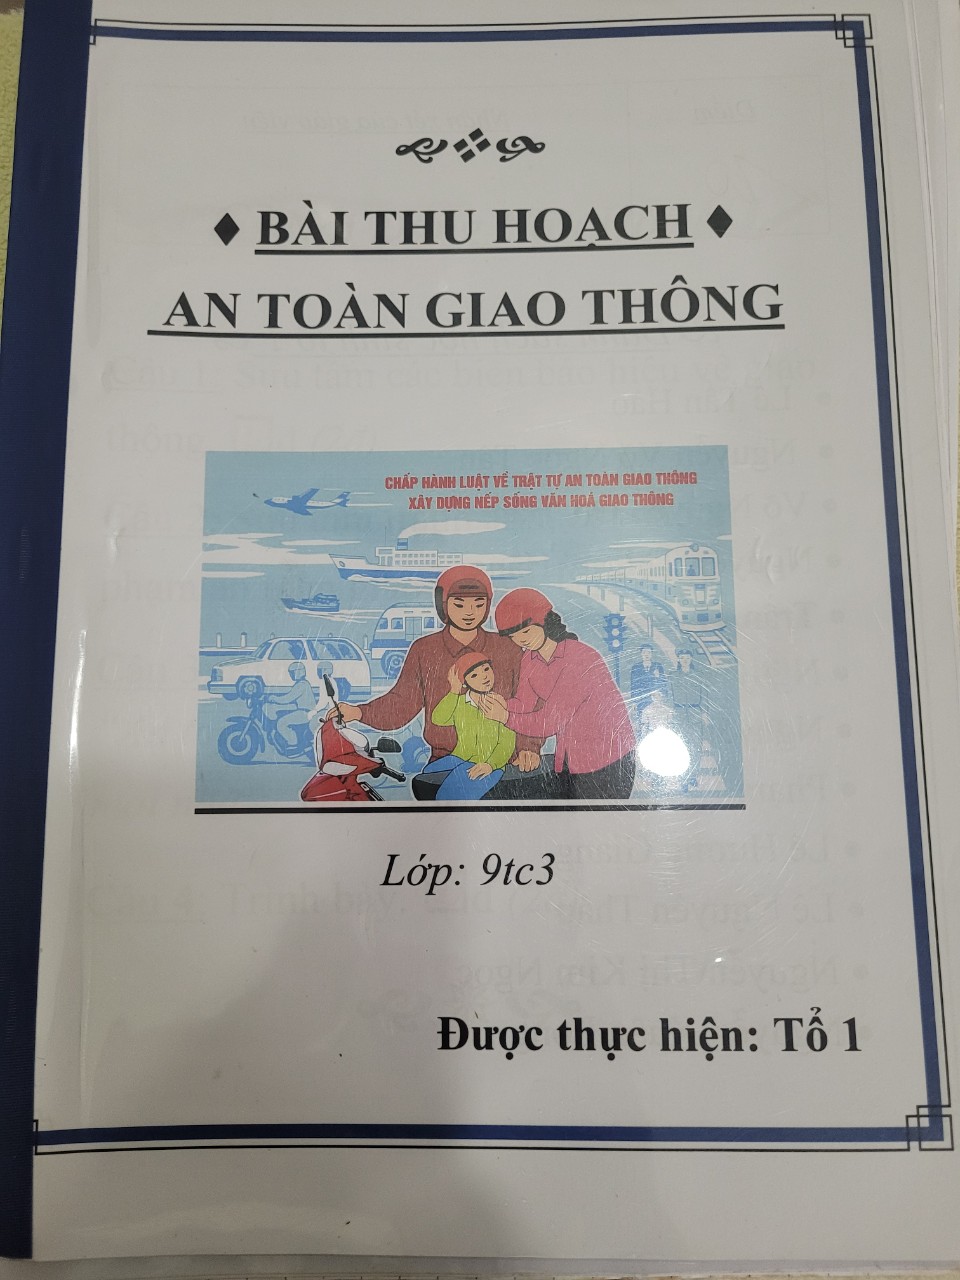 BÀI THU HOẠCH
AN TOÀN GIAO THÔNG
CHẤP HÀNH LUẬT VỀ TRẬT TỰ AN TOÀN GIAO THÔNG
XÂY DỰNG NẾP SỐNG VĂN HOÁ GIAO THÔNG
Lớp: 9tc3
Được thực hiện: Tổ 1